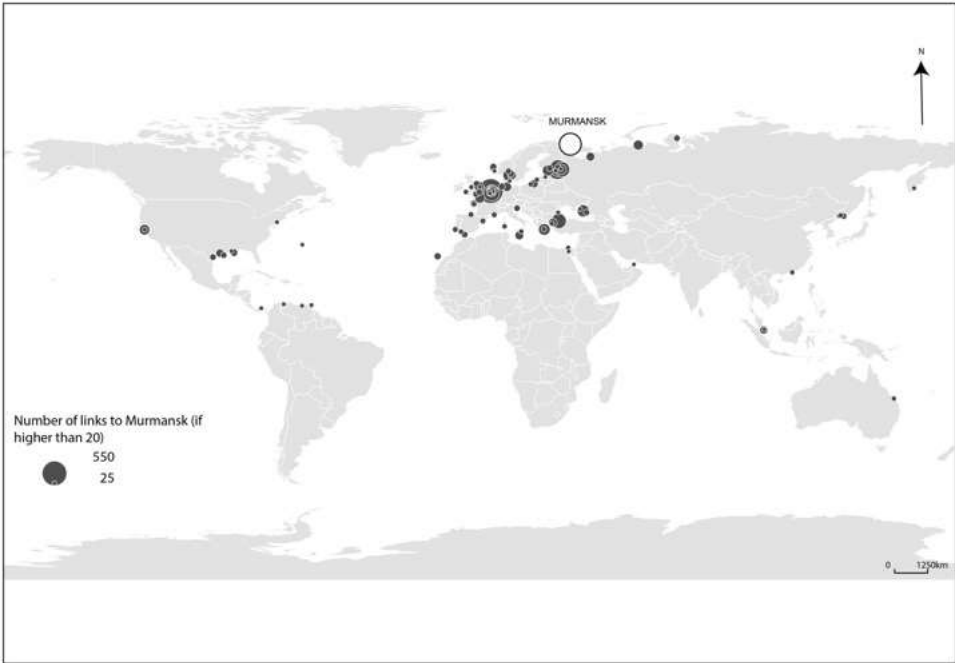 N
MURMANSK
Number of links to Murmansk (if
higher than 20)
550
25
0 1250km